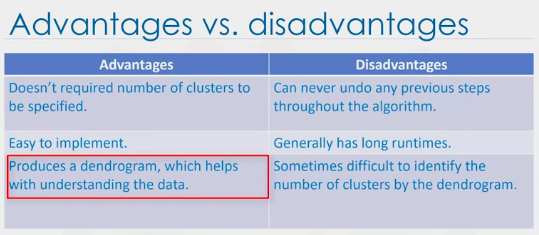 Advantages vs. disadvantages
Advantages
Disadvantages
Doesn't required number of clusters to
be specified.
Can never undo any previous steps
throughout the algorithm.
Easy to implement.
Generally has long runtimes.
Produces a dendrogram, which helps
with understanding the data.
Sometimes difficult to identify the
number of clusters by the dendrogram.